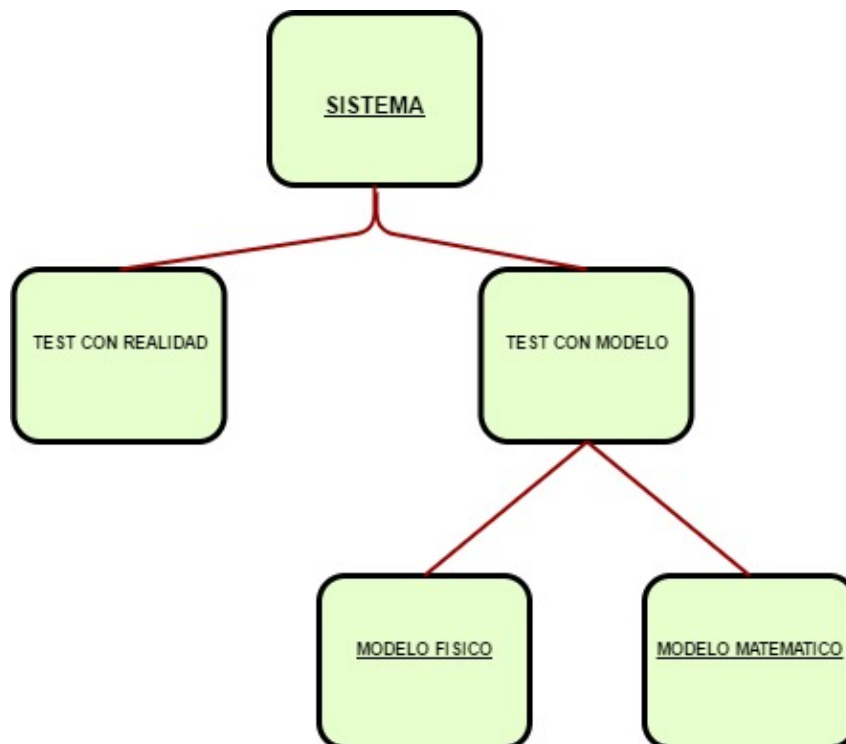 SISTEMA
TEST CON REALIDAD
TEST CON MODELO
MODELO FISICO
MODELO MATEMATICO